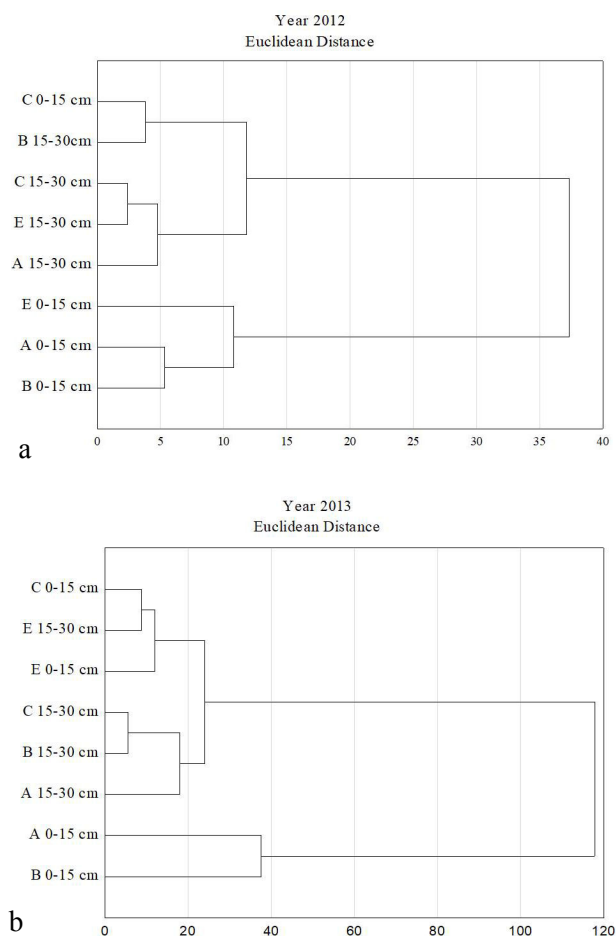 Year 2012
Euclidean Distance
C 0-15 cm
B 15-30cm
C 15-30 cm
E 15-30 cm
A 15-30 cm
E 0-15 cm
A 0-15 cm
B 0-15 cm
0 5 10 15 20 25 30 35 40
a
Year 2013
Euclidean Distance
C 0-15 cm
E 15-30 cm
E 0-15 cm
C 15-30 cm
B 15-30 cm
A 15-30 cm
A 0-15 cm
B 0-15 cm
b
0 20 40 60 80 100 120